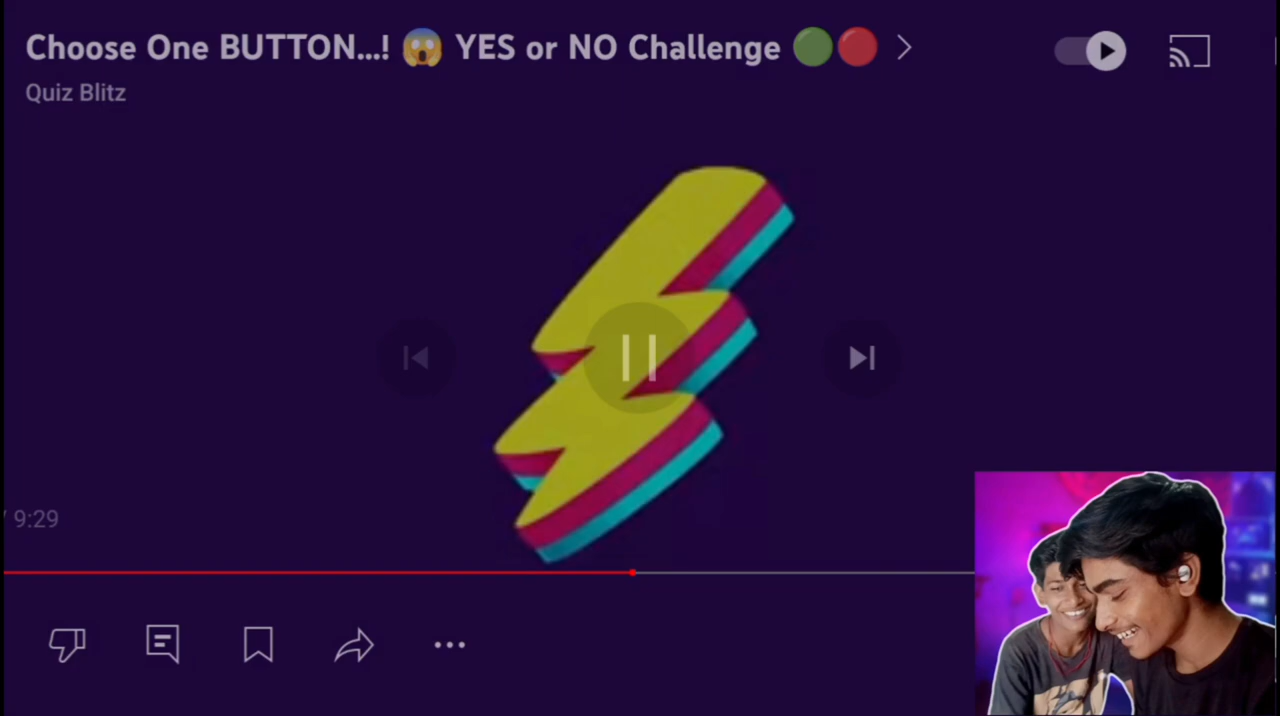 Choose One BUTTON...! 😱 YES or NO Challenge 🟢🔴
Quiz Blitz
/ 9:29